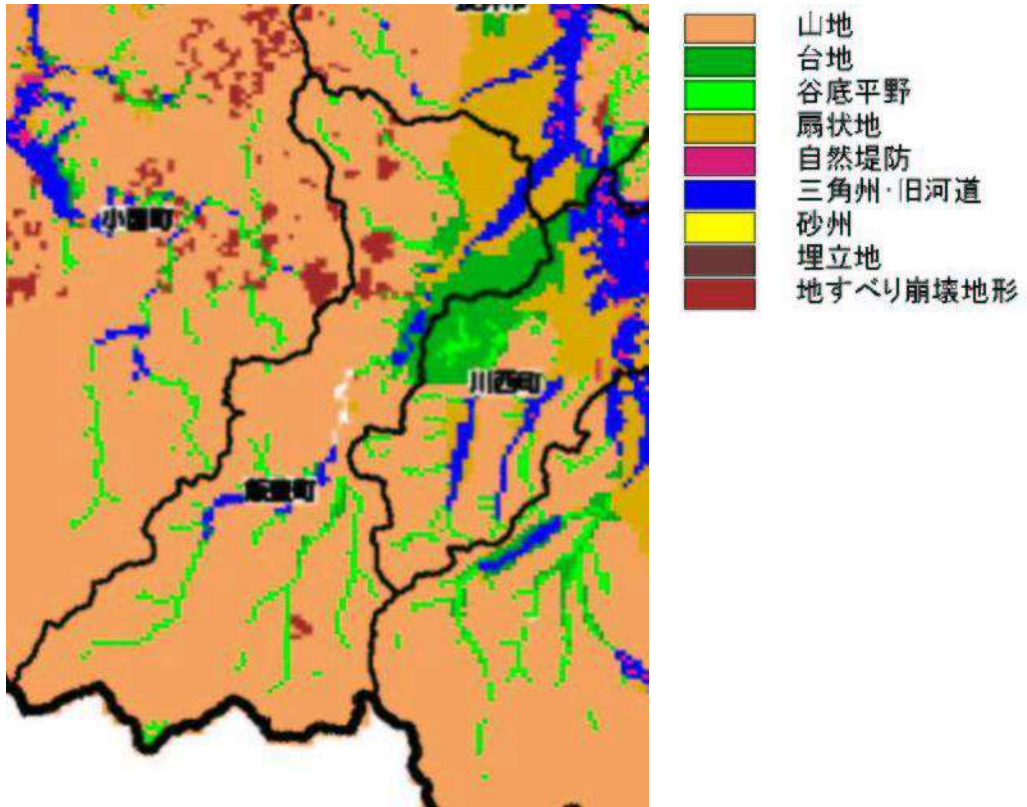 山地
台地
谷底平野
扇状地
自然堤防
三角州・旧河道
砂州
埋立地
地すべり崩壊地形
小国町
川西町
飯豊町